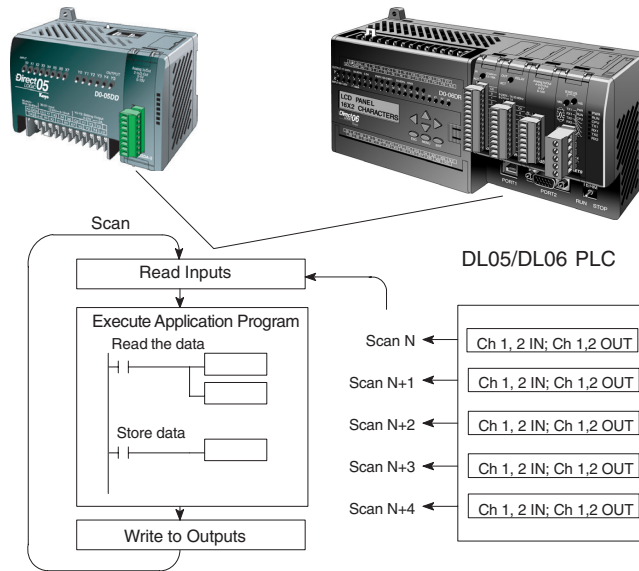 Direct 05
D0-05DD
LCD PANEL
16X2 CHARACTERS
Direct 06
D0-06DR
PORT1
PORT2
RUN STOP
Scan
Read Inputs
Execute Application Program
Read the data
Store data
Write to Outputs
DL05/DL06 PLC
Scan N
Ch 1, 2 IN; Ch 1,2 OUT
Scan N+1
Ch 1, 2 IN; Ch 1,2 OUT
Scan N+2
Ch 1, 2 IN; Ch 1,2 OUT
Scan N+3
Ch 1, 2 IN; Ch 1,2 OUT
Scan N+4
Ch 1, 2 IN; Ch 1,2 OUT